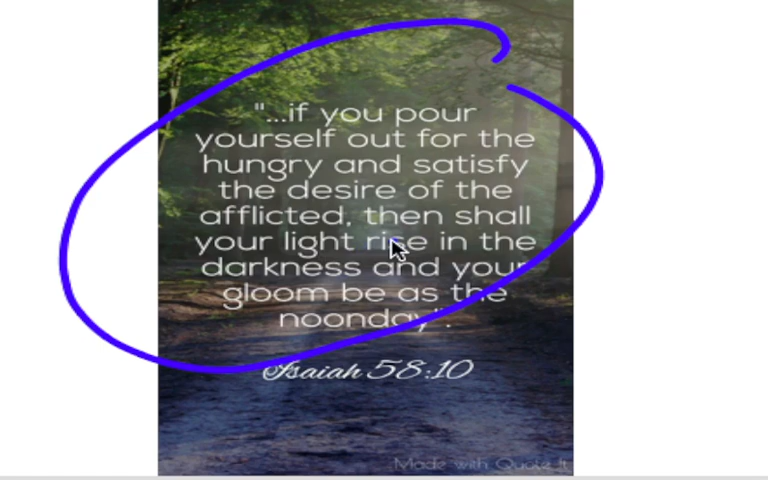 "...if you pour
yourself out for the
hungry and satisfy
the desire of the
afflicted, then shall
your light rise in the
darkness and your
gloom be as the
noonday".
Isaiah 58:10
Made with Quote It